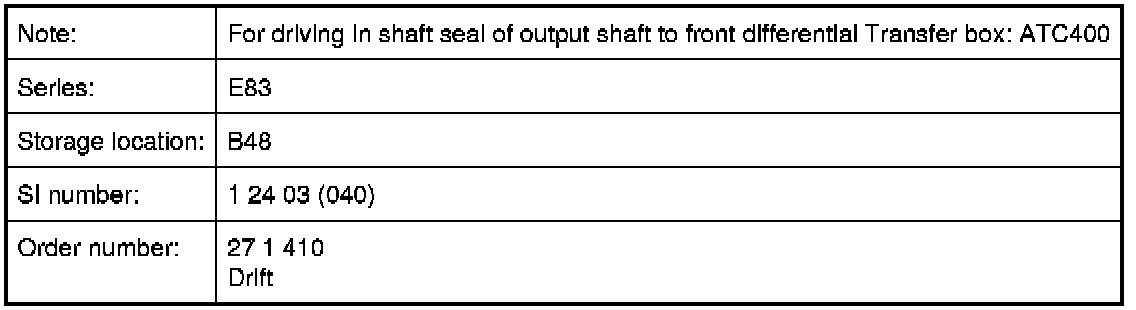 Note: For driving in shaft seal of output shaft to front differential Transfer box: ATC400
Series: E83
Storage location: B48
SI number: 1 24 03 (040)
Order number: 27 1 410
Drift